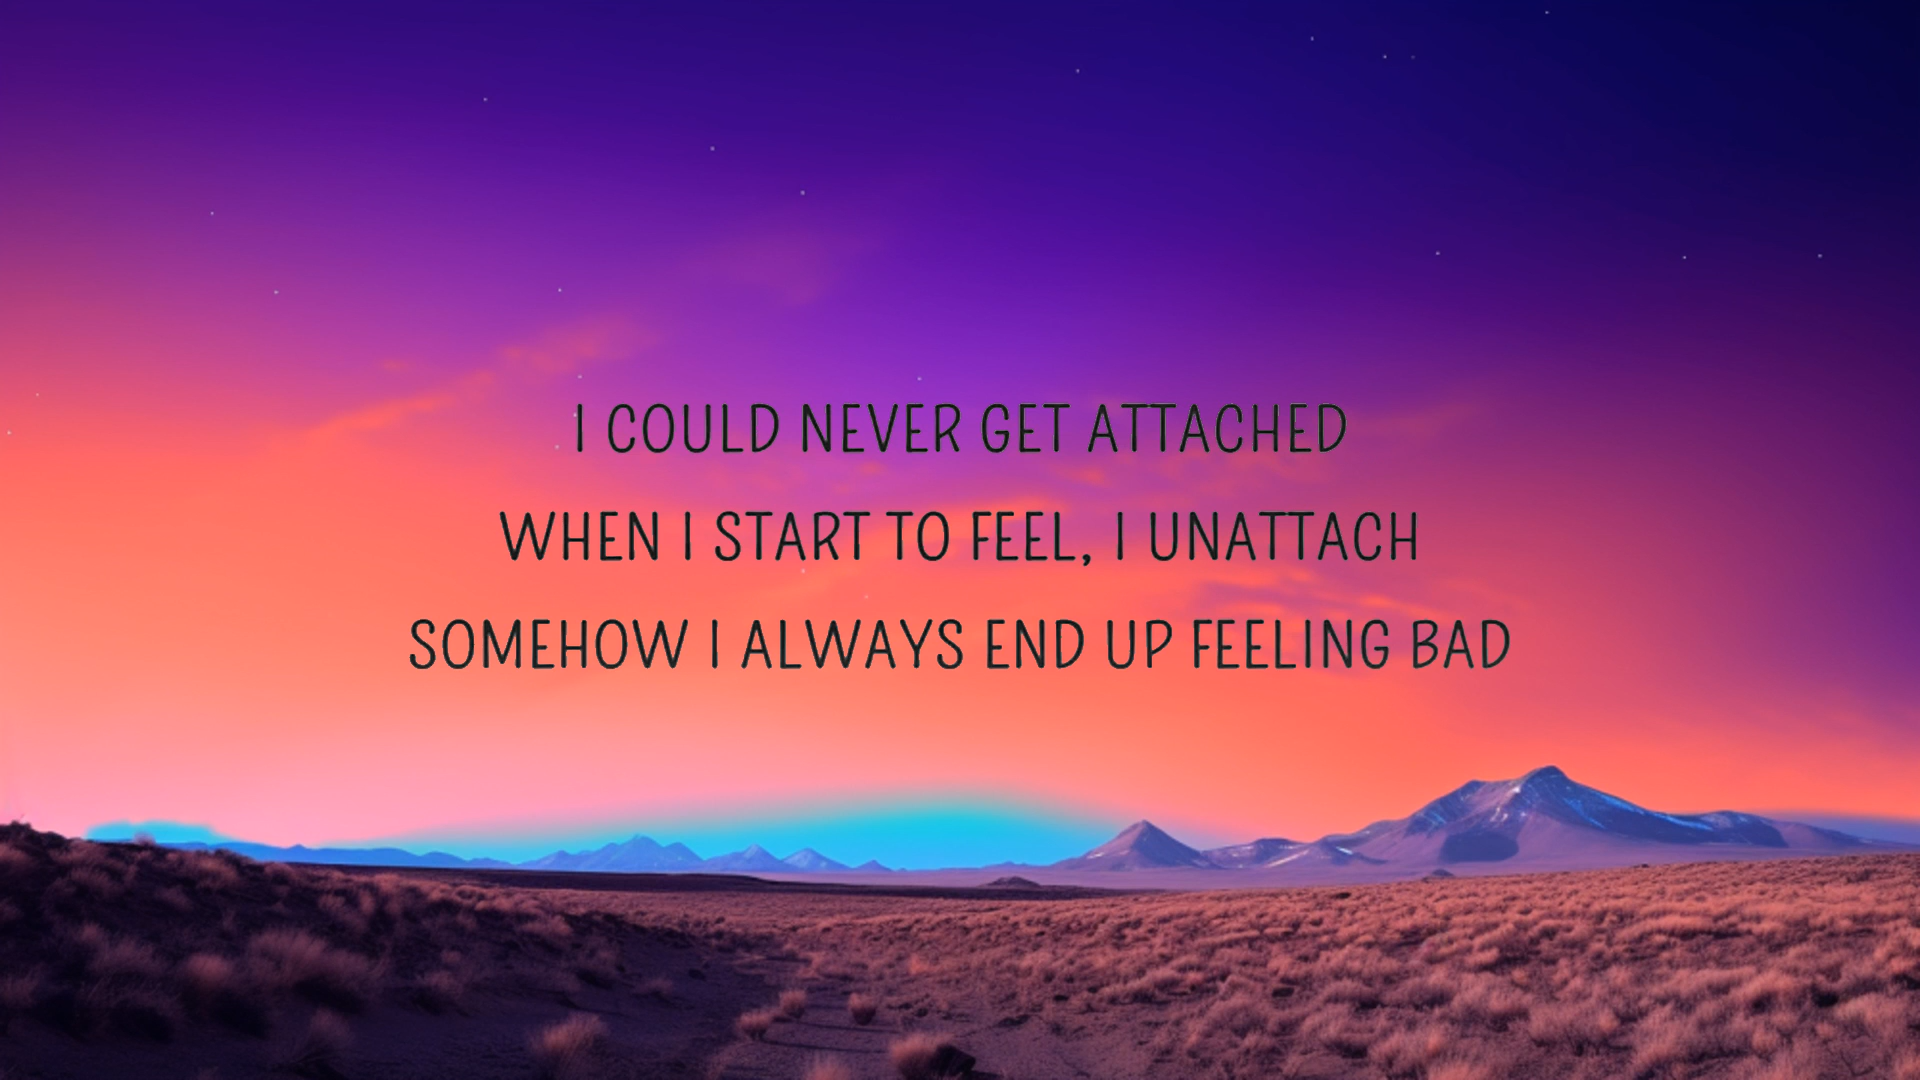 I COULD NEVER GET ATTACHED
WHEN I START TO FEEL, I UNATTACH
SOMEHOW I ALWAYS END UP FEELING BAD